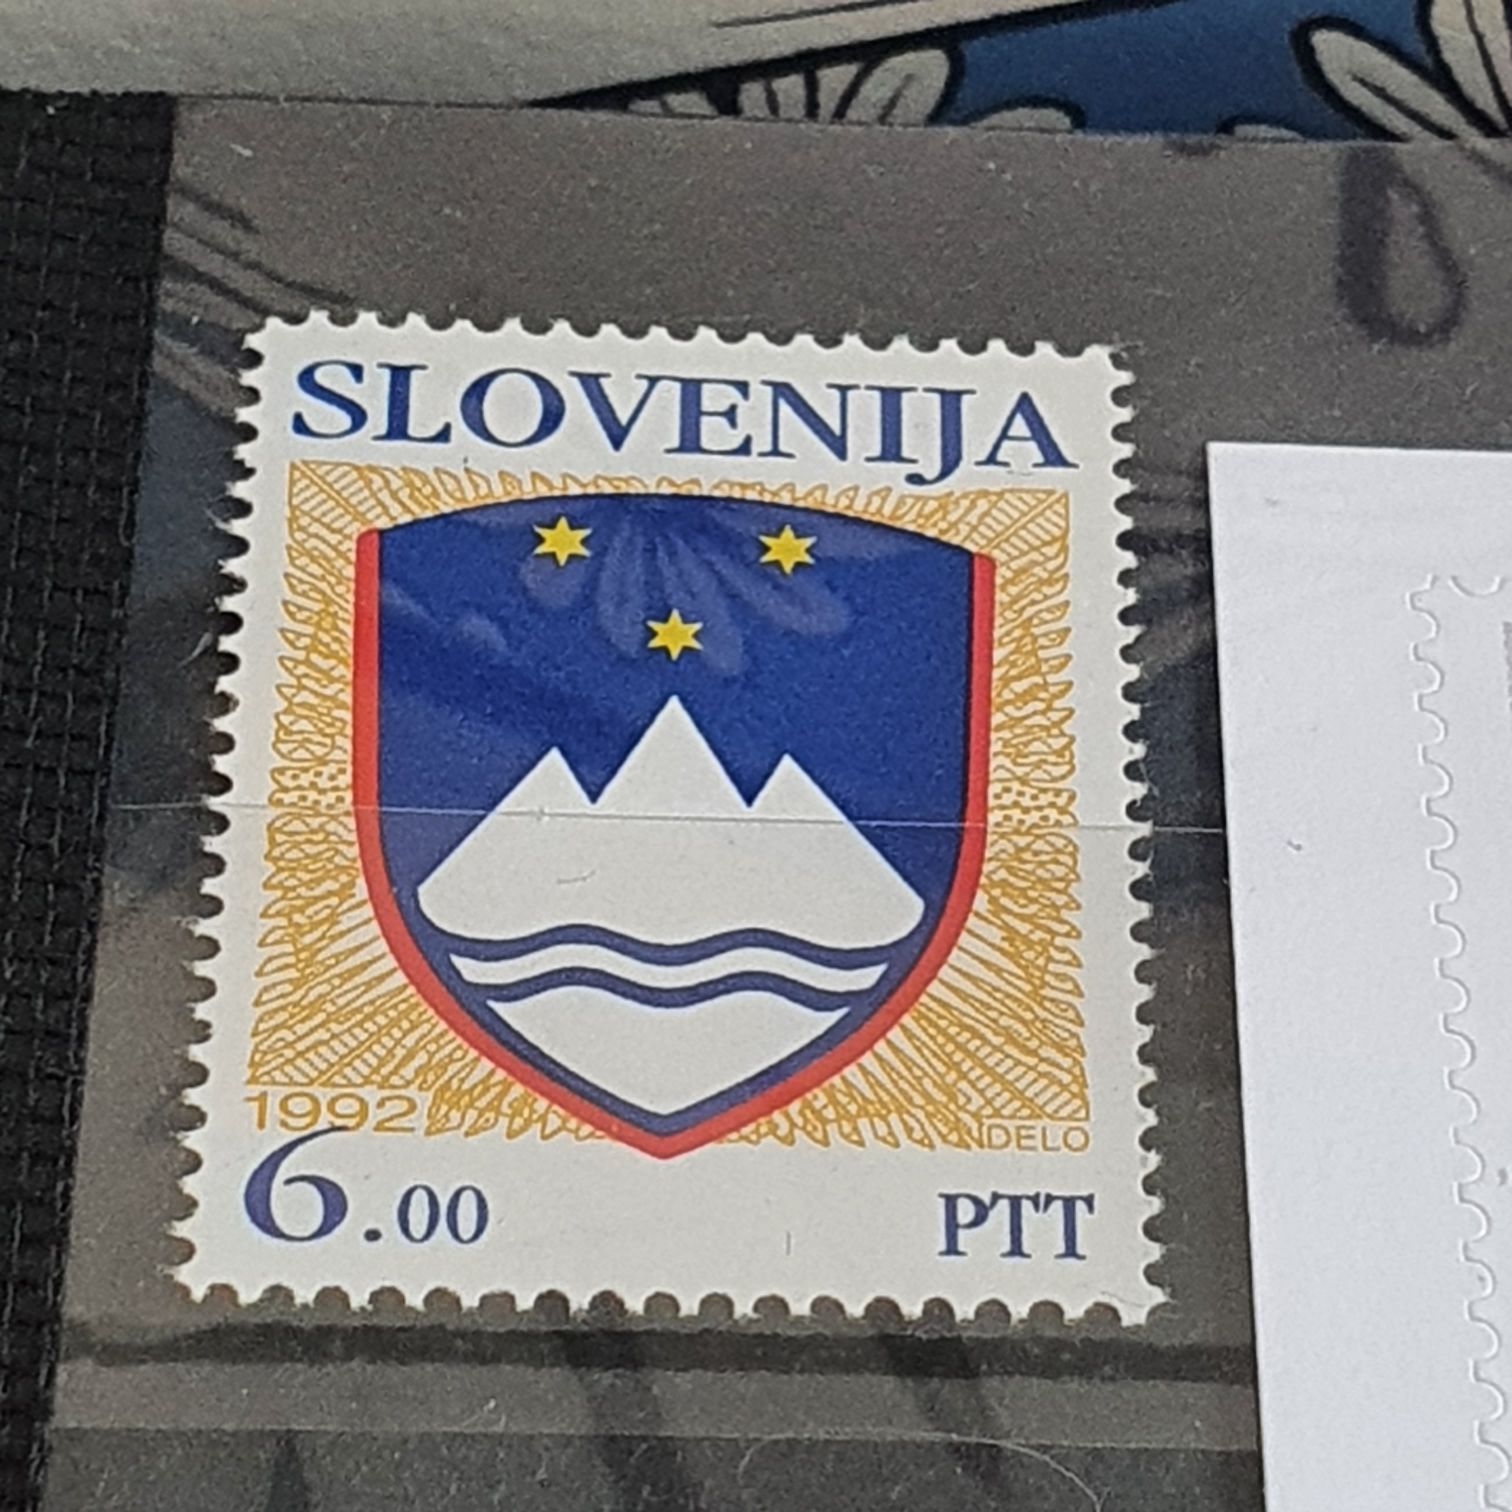 SLOVENIJA
1992
DELO
6.00
PTT